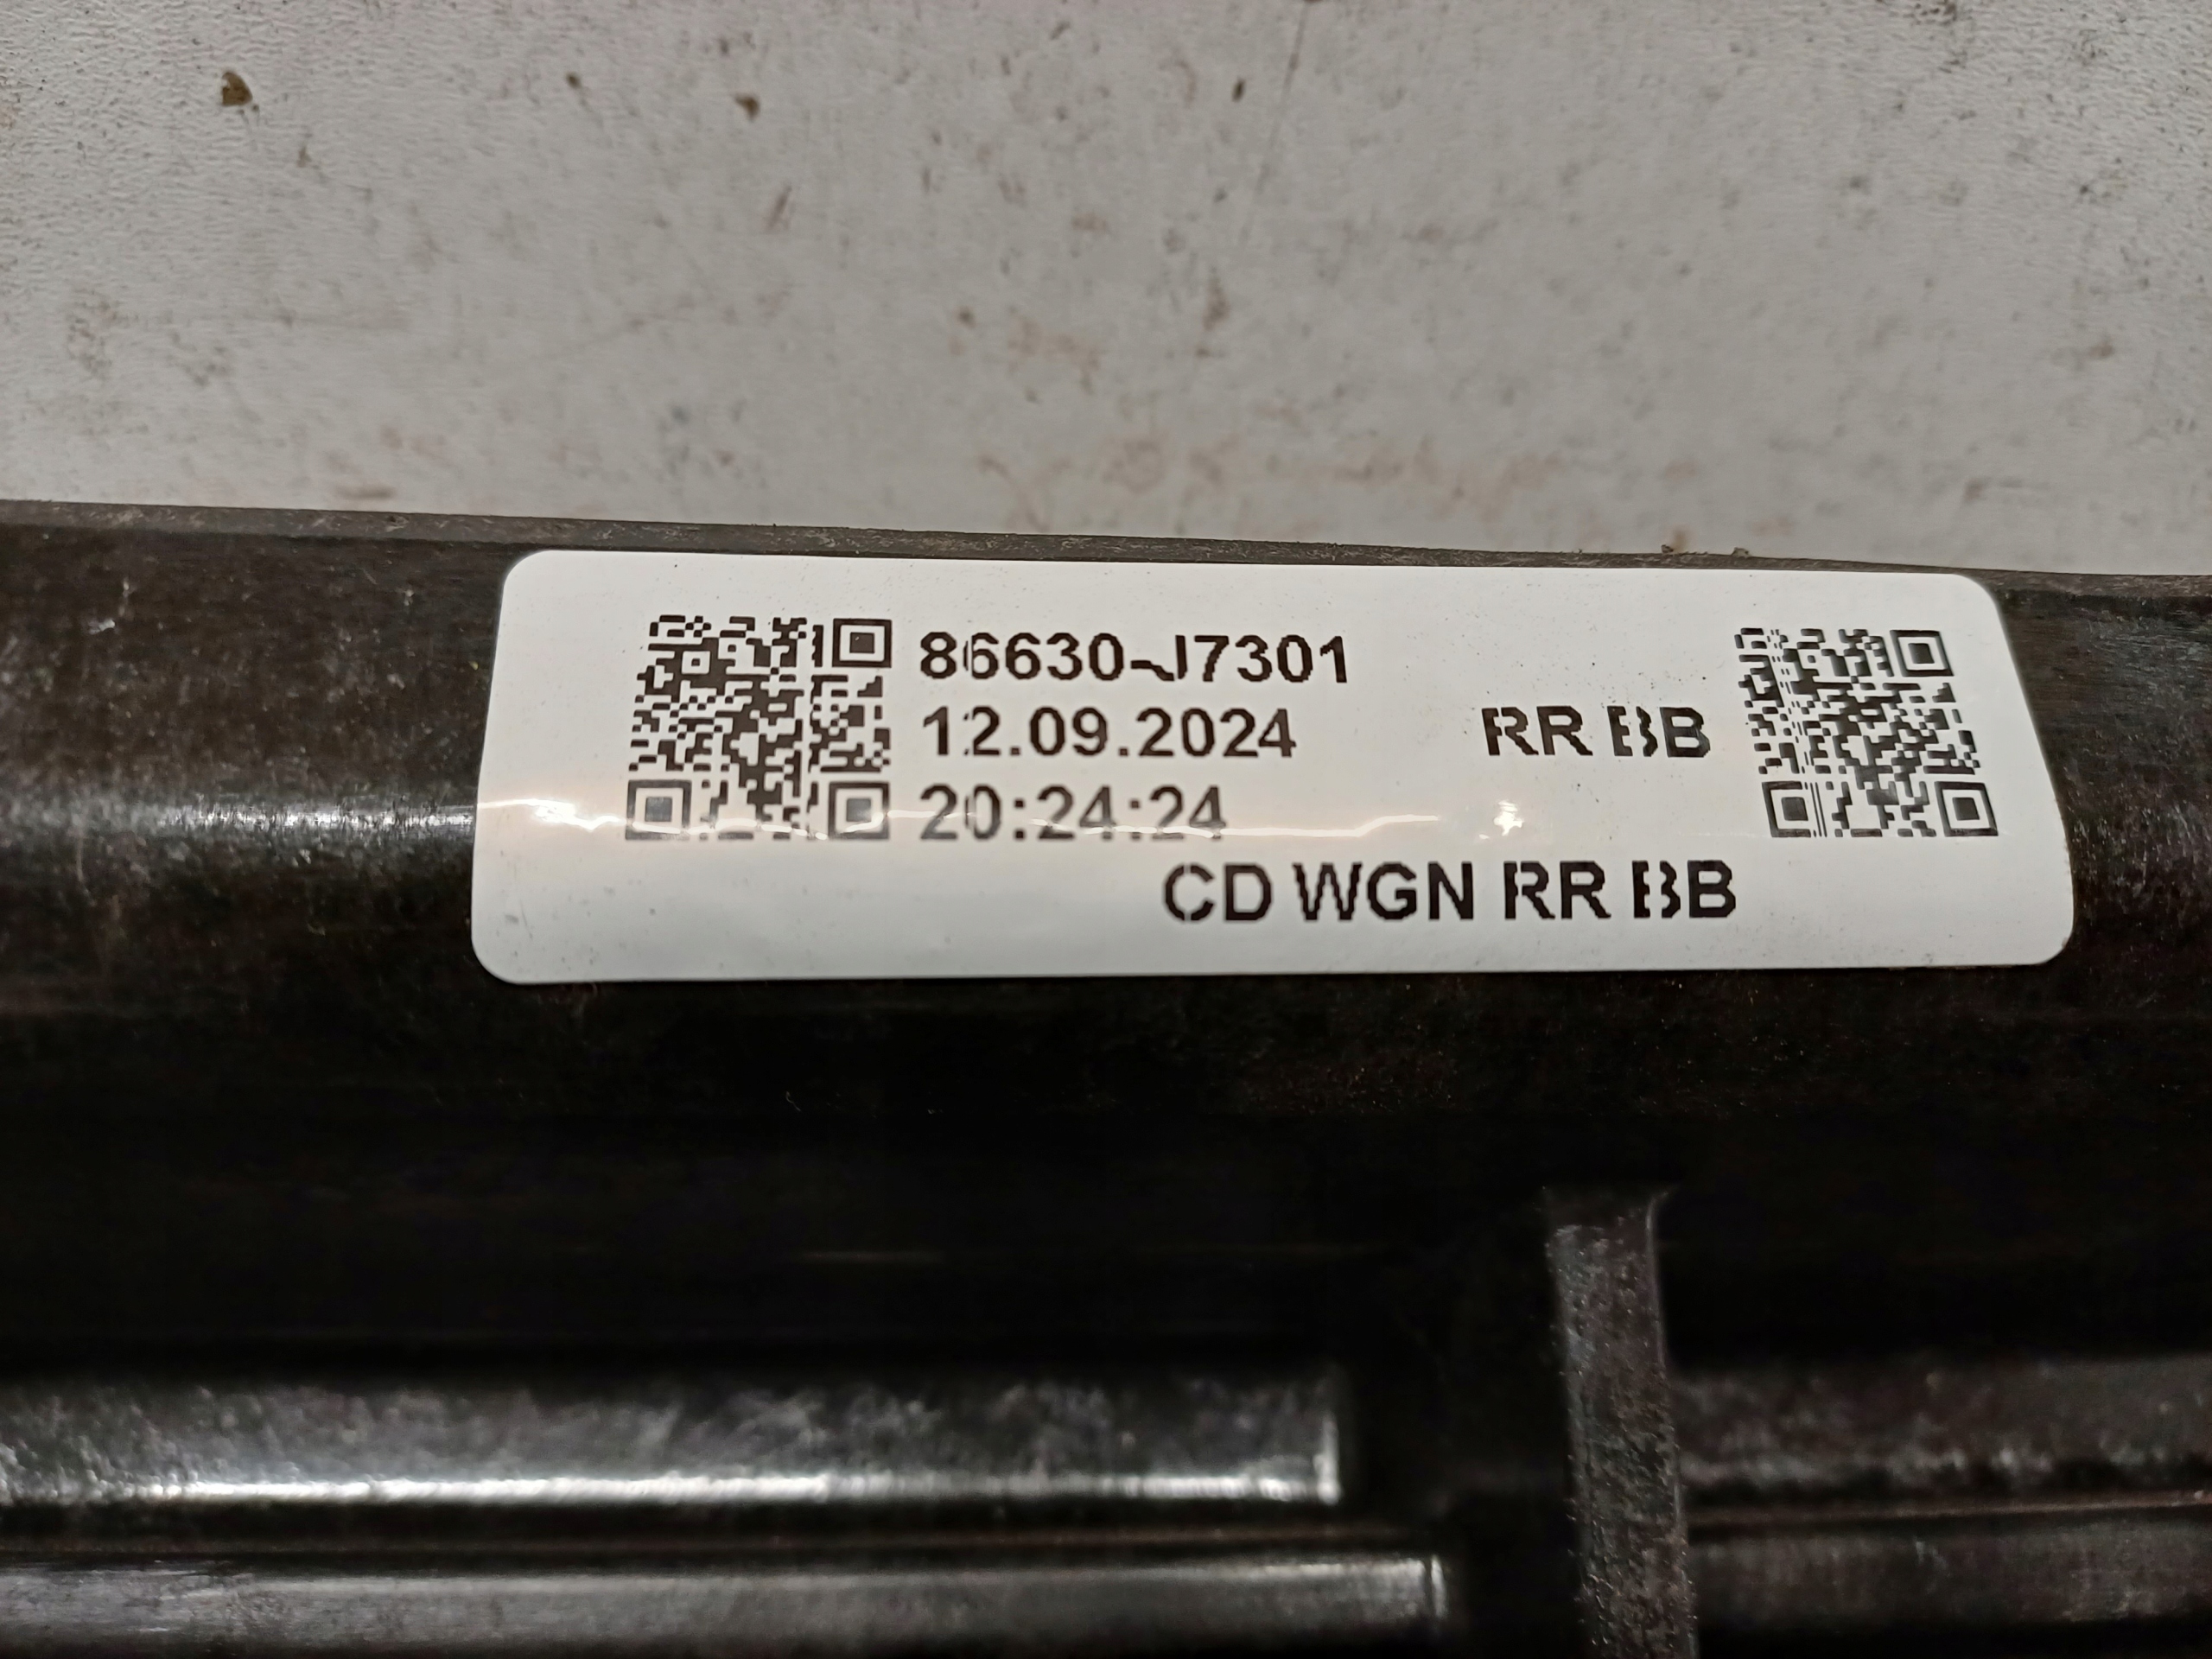 86630-J7301
12.09.2024
RR BB
20:24:24
CD WGN RR BB